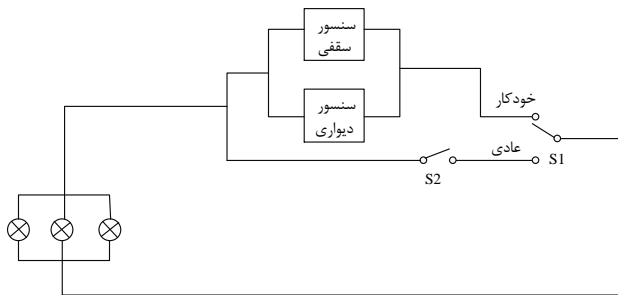 سنسور
سقفی
سنسور
دیواری
خودکار
عادی
S1
S2